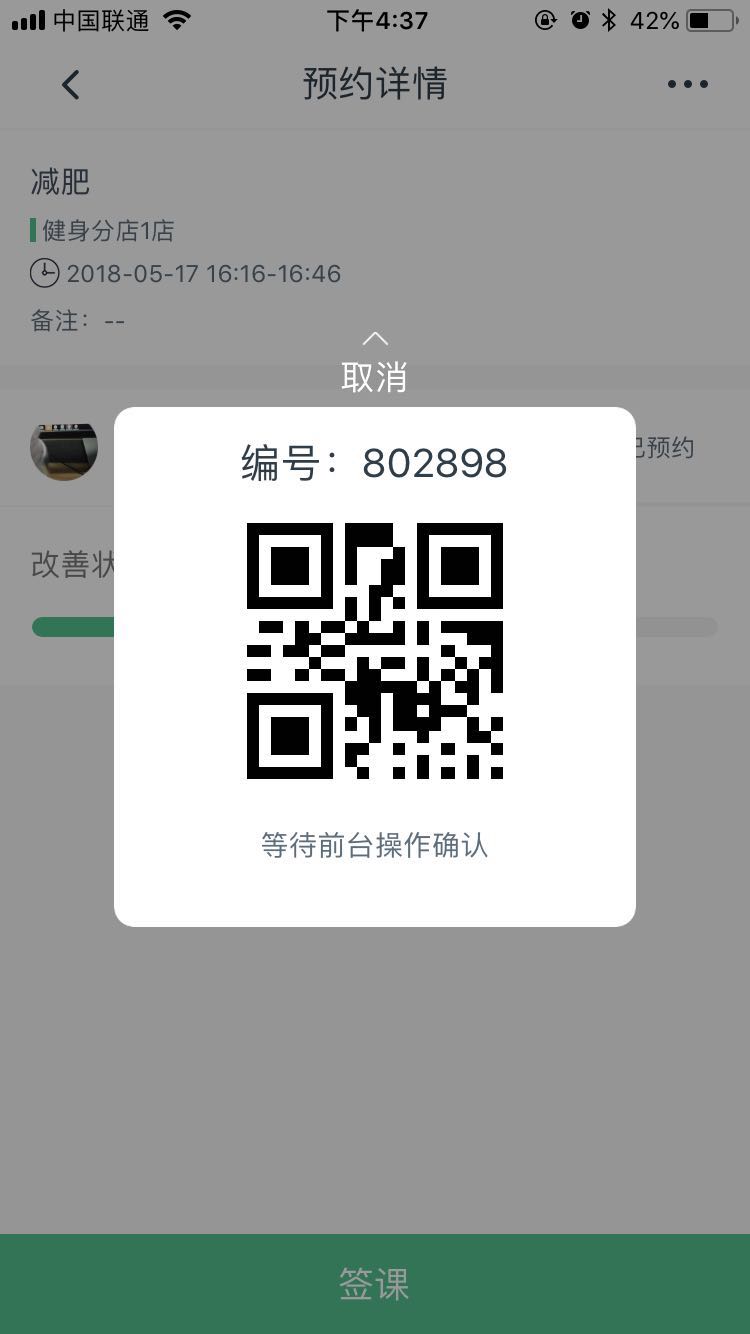 中国联通 下午4:37 42%
预约详情
减肥
健身分店1店
2018-05-17 16:16-16:46
备注：--
取消
编号：802898
已预约
改善状
等待前台操作确认
签课